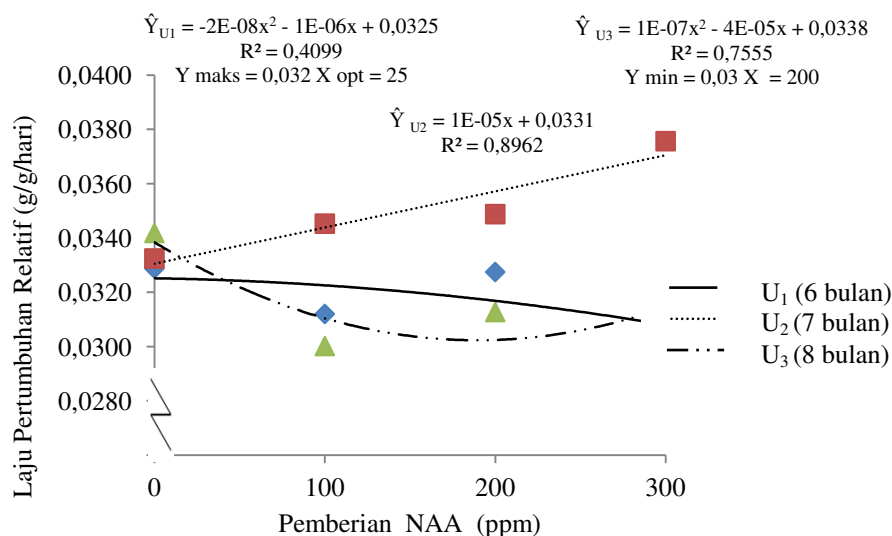 Ŷ U1 = -2E-08x² - 1E-06x + 0,0325
R² = 0,4099
Y maks = 0,032 X opt = 25
Ŷ U3 = 1E-07x² - 4E-05x + 0,0338
R² = 0,7555
Y min = 0,03 X = 200
Ŷ U2 = 1E-05x + 0,0331
R² = 0,8962
Laju Pertumbuhan Relatif (g/g/hari)
0,0400
0,0380
0,0360
0,0340
0,0320
0,0300
0,0280
0 100 200 300
Pemberian NAA (ppm)
U₁ (6 bulan)
U₂ (7 bulan)
U₃ (8 bulan)